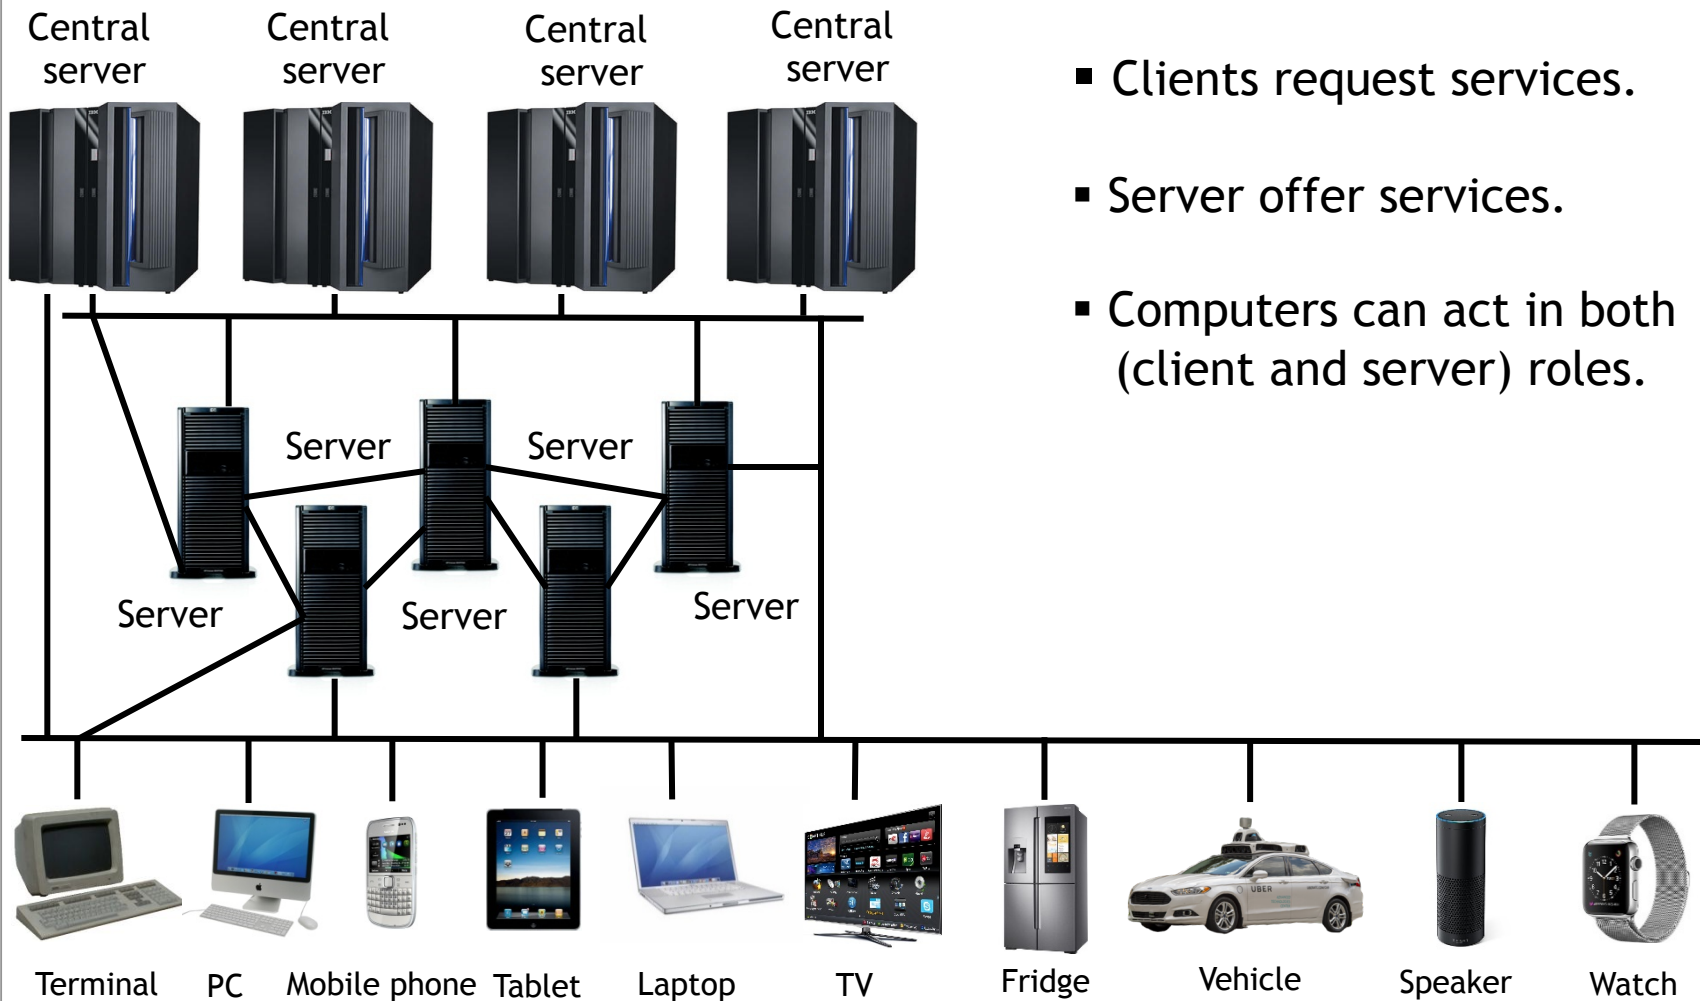 Central
server
Central
server
Central
server
Central
server
▪ Clients request services.
▪ Server offer services.
▪ Computers can act in both
(client and server) roles.
Server
Server
Server
Server
Server
UBER
Terminal
PC
Mobile phone
Tablet
Laptop
TV
Fridge
Vehicle
Speaker
Watch